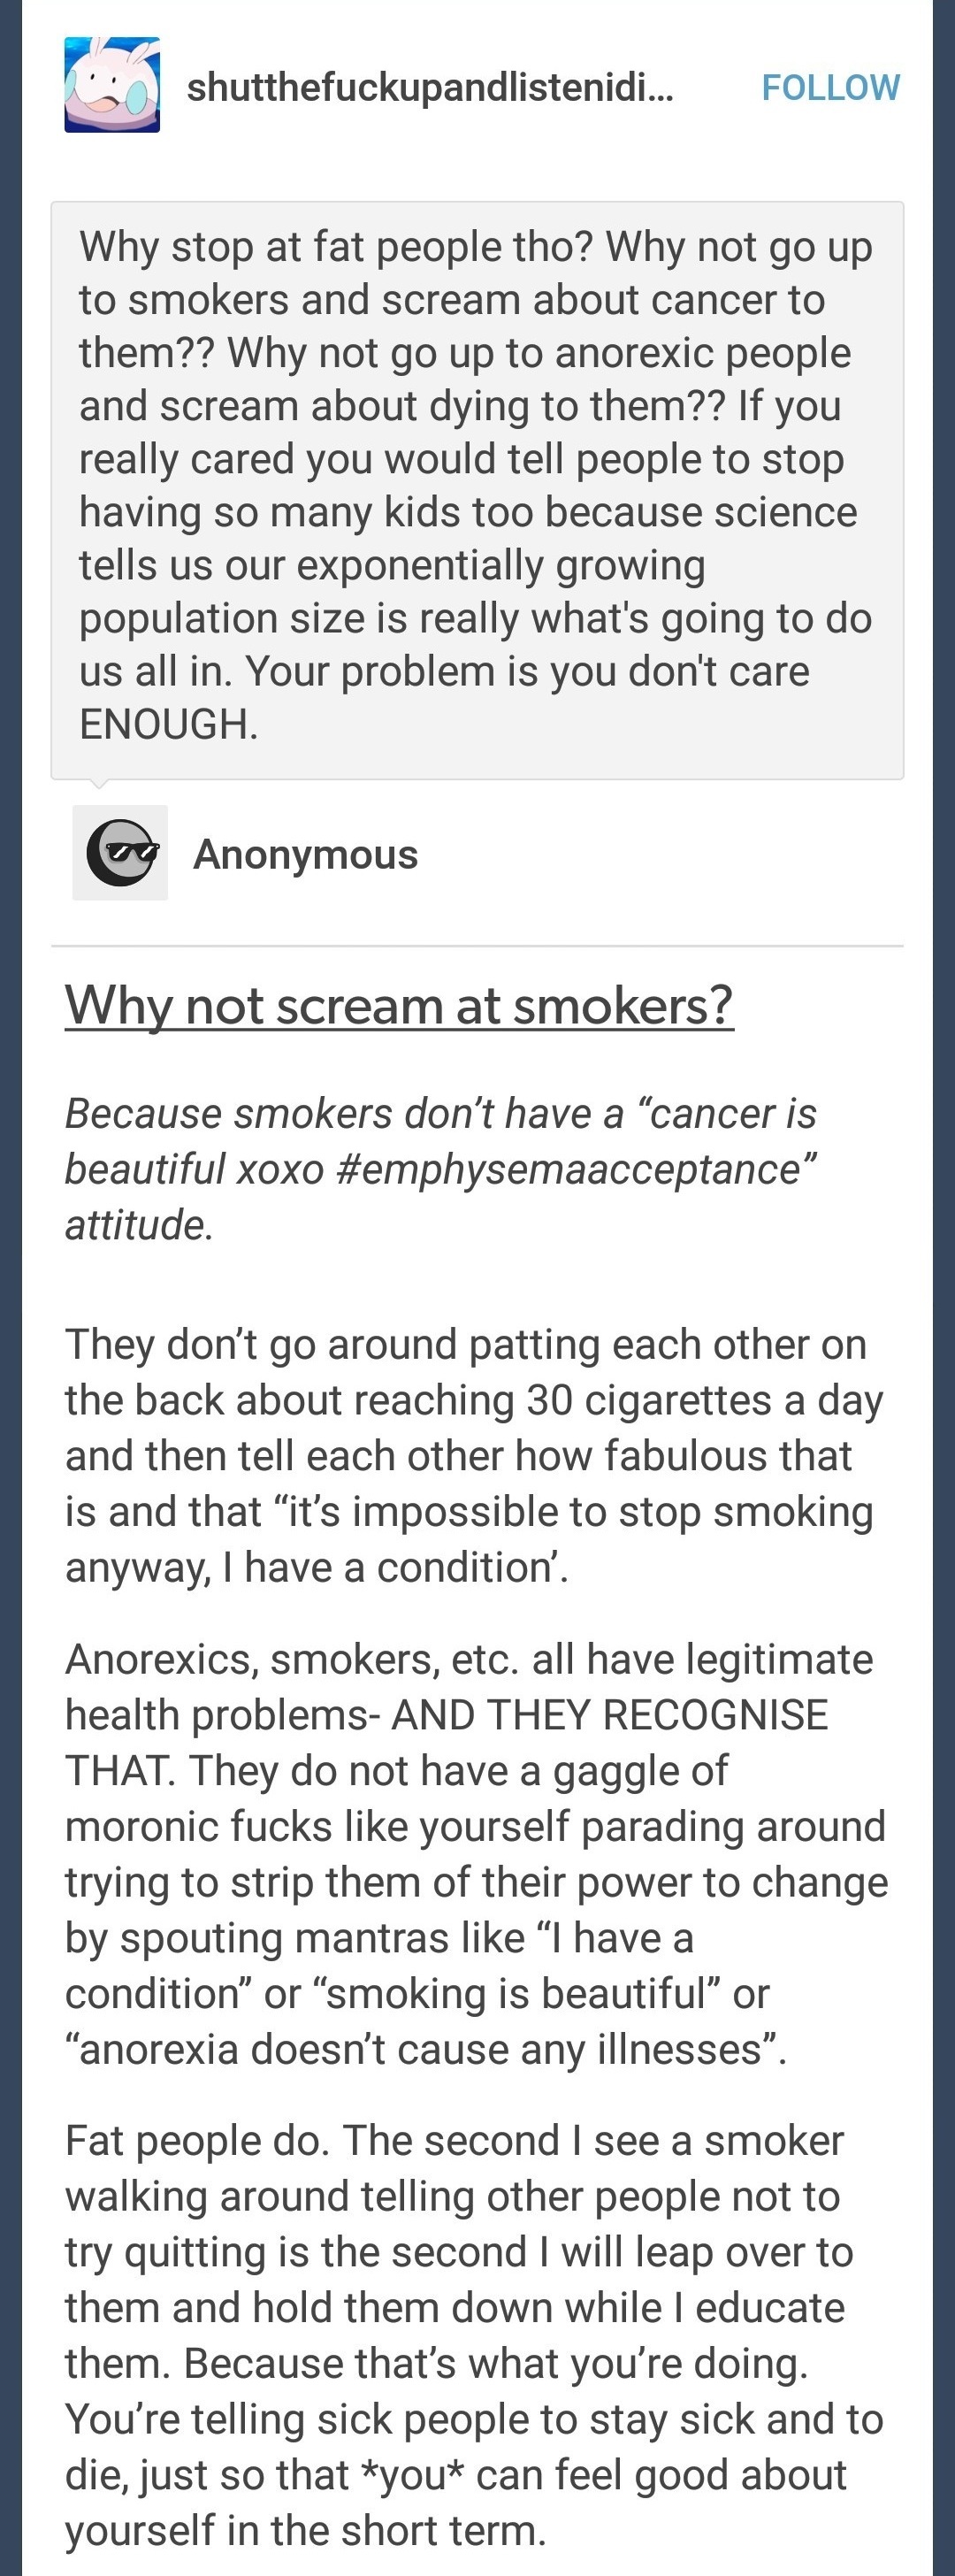 shutthefuckupandlistenidi...
FOLLOW
Why stop at fat people tho? Why not go up
to smokers and scream about cancer to
them?? Why not go up to anorexic people
and scream about dying to them?? If you
really cared you would tell people to stop
having so many kids too because science
tells us our exponentially growing
population size is really what's going to do
us all in. Your problem is you don't care
ENOUGH.
Anonymous
Why not scream at smokers?
Because smokers don’t have a “cancer is
beautiful xoxo #emphysemaacceptance”
attitude.
They don’t go around patting each other on
the back about reaching 30 cigarettes a day
and then tell each other how fabulous that
is and that “it’s impossible to stop smoking
anyway, I have a condition’.
Anorexics, smokers, etc. all have legitimate
health problems- AND THEY RECOGNISE
THAT. They do not have a gaggle of
moronic fucks like yourself parading around
trying to strip them of their power to change
by spouting mantras like “I have a
condition” or “smoking is beautiful” or
“anorexia doesn’t cause any illnesses”.
Fat people do. The second I see a smoker
walking around telling other people not to
try quitting is the second I will leap over to
them and hold them down while I educate
them. Because that’s what you’re doing.
You’re telling sick people to stay sick and to
die, just so that *you* can feel good about
yourself in the short term.